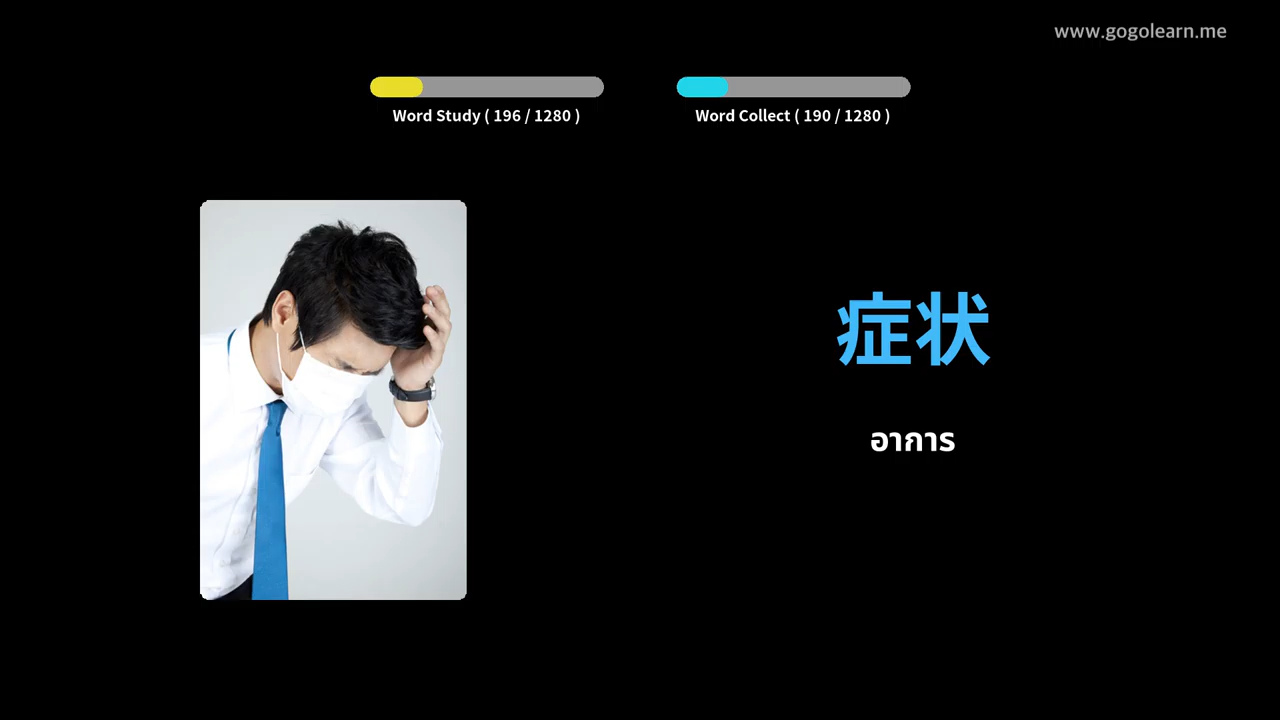 www.gogolearn.me
Word Study ( 196 / 1280 )
Word Collect ( 190 / 1280 )
症状
อาการ